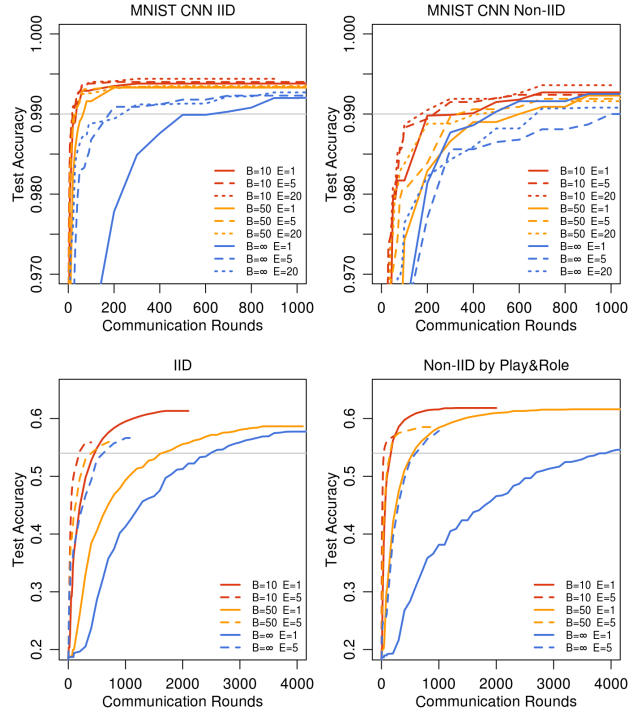 MNIST CNN IID
1.000
0.990
0.980
0.970
Test Accuracy
B=10 E=1
B=10 E=5
B=10 E=20
B=50 E=1
B=50 E=5
B=50 E=20
B=∞ E=1
B=∞ E=5
B=∞ E=20
0 200 400 600 800 1000
Communication Rounds
MNIST CNN Non-IID
1.000
0.990
0.980
0.970
Test Accuracy
B=10 E=1
B=10 E=5
B=10 E=20
B=50 E=1
B=50 E=5
B=50 E=20
B=∞ E=1
B=∞ E=5
B=∞ E=20
0 200 400 600 800 1000
Communication Rounds
IID
0.6
0.5
0.4
0.3
0.2
Test Accuracy
B=10 E=1
B=10 E=5
B=50 E=1
B=50 E=5
B=∞ E=1
B=∞ E=5
0 1000 2000 3000 4000
Communication Rounds
Non-IID by Play&Role
0.6
0.5
0.4
0.3
0.2
Test Accuracy
B=10 E=1
B=10 E=5
B=50 E=1
B=50 E=5
B=∞ E=1
B=∞ E=5
0 1000 2000 3000 4000
Communication Rounds